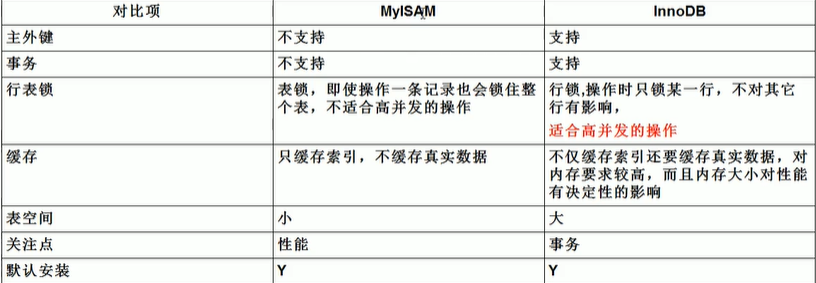 对比项 MyISAM InnoDB
主外键 不支持 支持
事务 不支持 支持
行表锁 表锁，即使操作一条记录也会锁住整 行锁,操作时只锁某一行，不对其它
个表，不适合高并发的操作 行有影响，
适合高并发的操作
缓存 只缓存索引，不缓存真实数据 不仅缓存索引还要缓存真实数据，对
内存要求较高，而且内存大小对性能
有决定性的影响
表空间 小 大
关注点 性能 事务
默认安装 Y Y